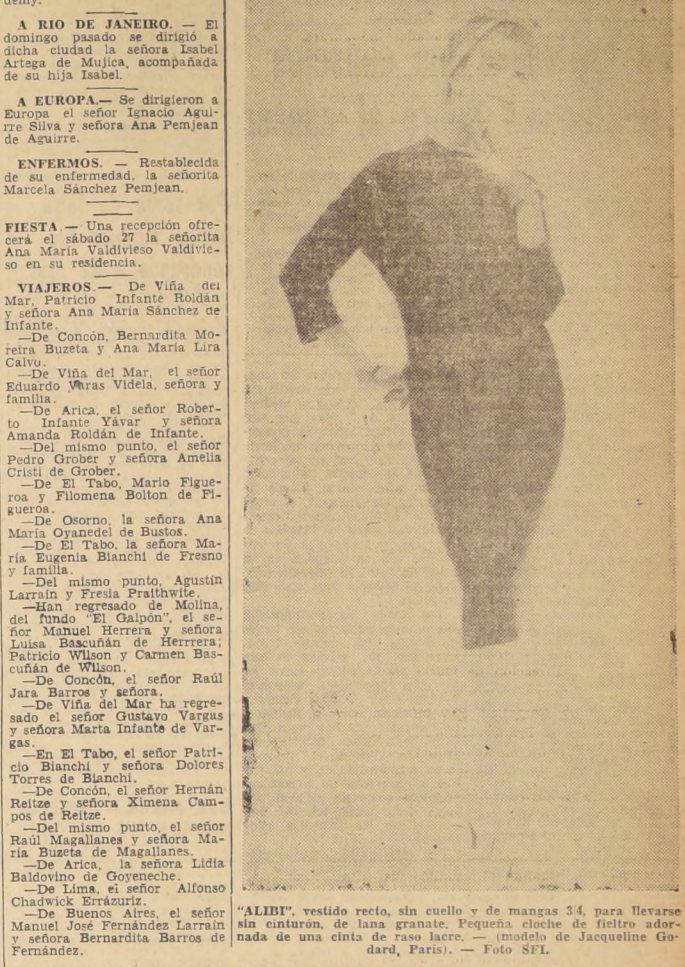 demy.
A RIO DE JANEIRO. — El
domingo pasado se dirigió a
dicha ciudad la señora Isabel
Artega de Mujica, acompañada
de su hija Isabel.
A EUROPA.— Se dirigieron a
Europa el señor Ignacio Agui-
rre Silva y señora Ana Pemjean
de Aguirre.
ENFERMOS. — Restablecida
de su enfermedad, la señorita
Marcela Sánchez Pemjean.
FIESTA.— Una recepción ofre-
cerá el sábado 27 la señorita
Ana María Valdivieso Valdivie-
so en su residencia.
VIAJEROS.— De Viña del
Mar, Patricio Infante Roldán
y señora Ana María Sánchez de
Infante.
—De Concón, Bernardita Mo-
reira Buzeta y Ana María Lira
Calvo.
—De Viña del Mar, el señor
Eduardo Varas Videla, señora y
familia.
—De Arica, el señor Rober-
to Infante Yávar y señora
Amanda Roldán de Infante.
—Del mismo punto, el señor
Pedro Grober y señora Amelia
Cristi de Grober.
—De El Tabo, Mario Figue-
roa y Filomena Bolton de Fi-
gueroa.
—De Osorno, la señora Ana
María Oyanedel de Bustos.
—De El Tabo, la señora Ma-
ría Eugenia Bianchi de Fresno
y familia.
—Del mismo punto, Agustín
Larraín y Fresia Praithwite.
—Han regresado de Molina,
del fundo "El Galpón", el se-
ñor Manuel Herrera y señora
Luisa Bascuñán de Herrrera;
Patricio Wilson y Carmen Bas-
cuñán de Wilson.
—De Concón, el señor Raúl
Jara Barros y señora.
—De Viña del Mar ha regre-
sado el señor Gustavo Vargas
y señora Marta Infante de Var-
gas.
—En El Tabo, el señor Patri-
cio Bianchi y señora Dolores
Torres de Bianchi.
—De Concón, el señor Hernán
Reitze y señora Ximena Cam-
pos de Reitze.
—Del mismo punto, el señor
Raúl Magallanes y señora Ma-
ría Buzeta de Magallanes.
—De Arica, la señora Lidia
Baldovino de Goyeneche.
—De Lima, el señor Alfonso
Chadwick Errázuriz.
—De Buenos Aires, el señor
Manuel José Fernández Larraín
y señora Bernardita Barros de
Fernández.
"ALIBI", vestido recto, sin cuello y de mangas 3|4, para llevarse
sin cinturón, de lana granate. Pequeña cloche de fieltro ador-
nada de una cinta de raso lacre. — (modelo de Jacqueline Go-
dard, París). — Foto SFI.